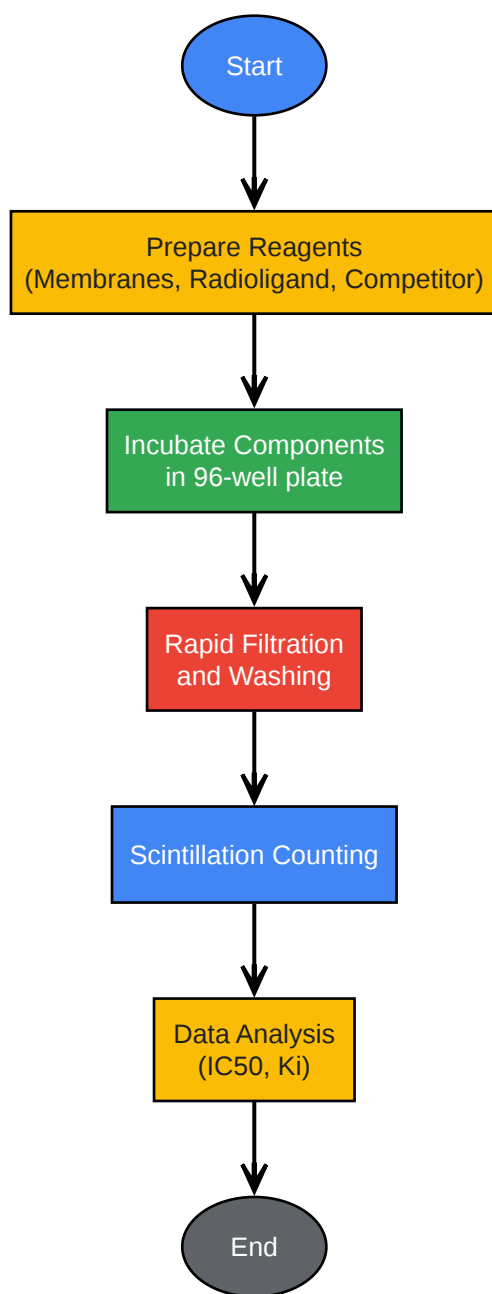 Start
Prepare Reagents
(Membranes, Radioligand, Competitor)
Incubate Components
in 96-well plate
Rapid Filtration
and Washing
Scintillation Counting
Data Analysis
(IC50, Ki)
End